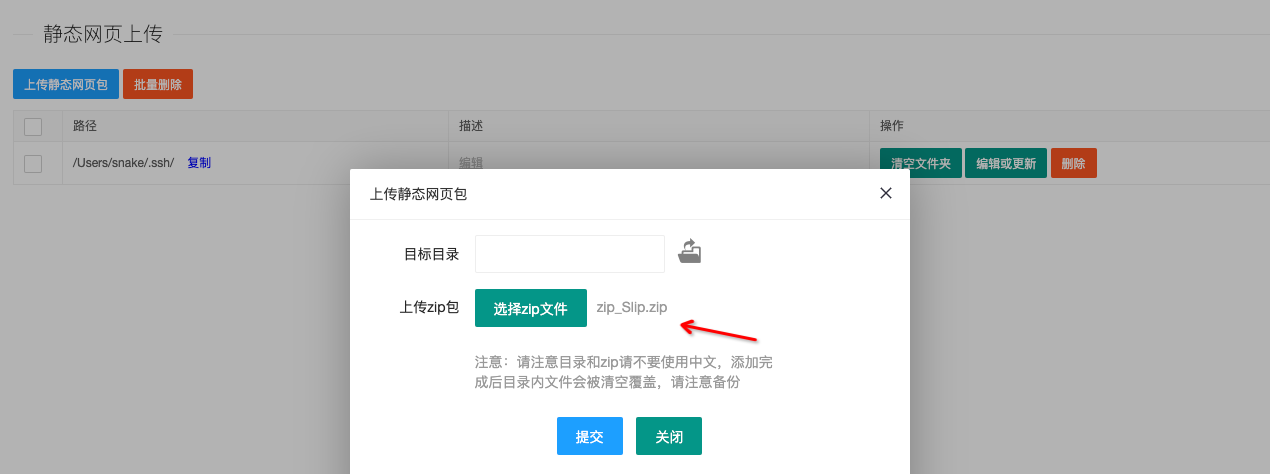 静态网页上传
上传静态网页包 批量删除
路径 描述 操作
/Users/snake/.ssh/ 复制 编辑 清空文件夹 编辑或更新 删除
上传静态网页包
目标目录
上传zip包 选择zip文件 zip_Slip.zip
注意：请注意目录和zip请不要使用中文，添加完
成后目录内文件会被清空覆盖，请注意备份
提交 关闭